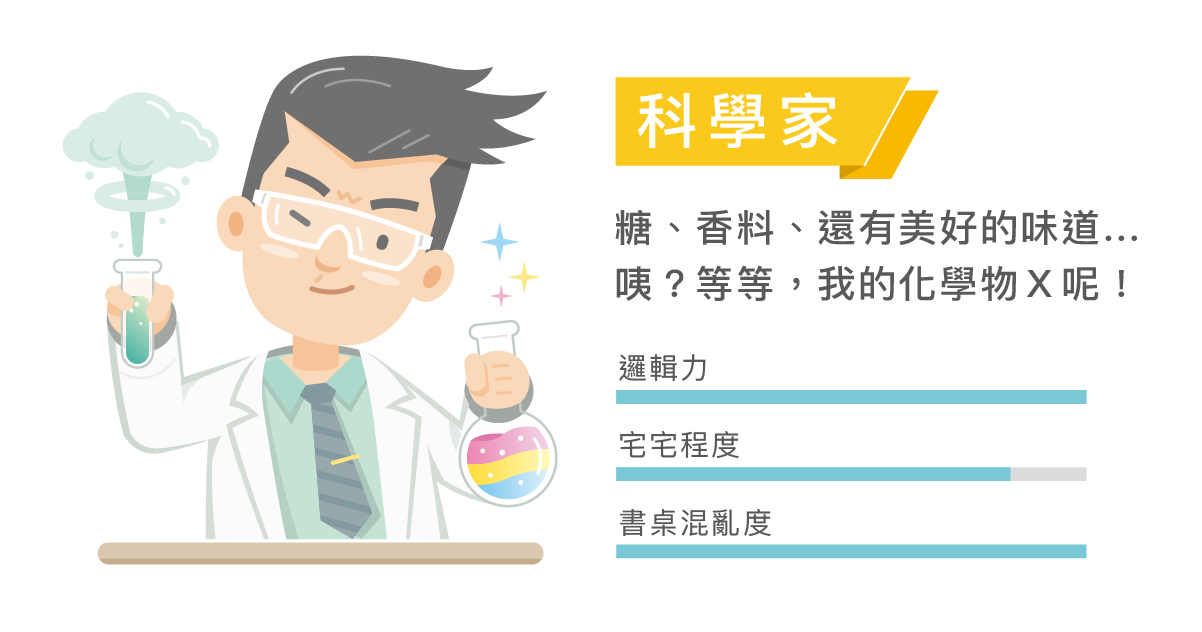 科學家
糖、香料、還有美好的味道...
咦？等等，我的化學物X呢！
邏輯力
宅宅程度
書桌混亂度